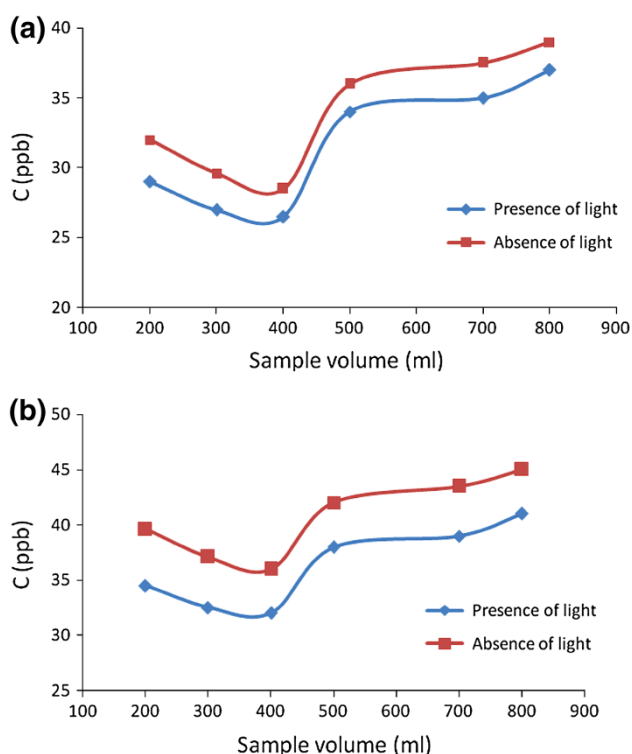 (a)
40
35
30
25
20
C (ppb)
Presence of light
Absence of light
100 200 300 400 500 600 700 800 900
Sample volume (ml)
(b)
50
45
40
35
30
25
C (ppb)
Presence of light
Absence of light
100 200 300 400 500 600 700 800 900
Sample volume (ml)